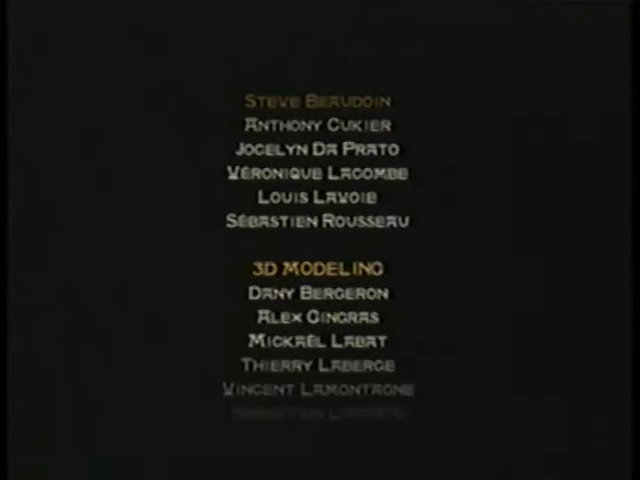 STEVE BEAUDOIN
ANTHONY CUKIER
JOCELYN DA PRATO
VÉRONIQUE LACOMBE
LOUIS LAVOIE
SÉBASTIEN ROUSSEAU
3D MODELING
DANY BERGERON
ALEX GINGRAS
MICKAËL LABAT
THIERRY LABERGE
VINCENT LAMONTAGNE